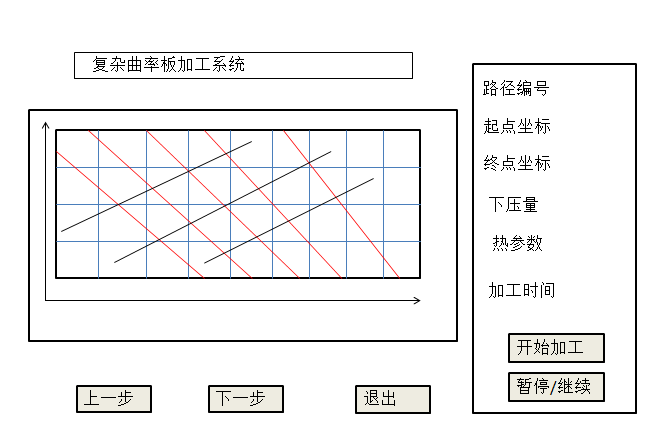 复杂曲率板加工系统
路径编号
起点坐标
终点坐标
下压量
热参数
加工时间
开始加工
暂停/继续
上一步
下一步
退出